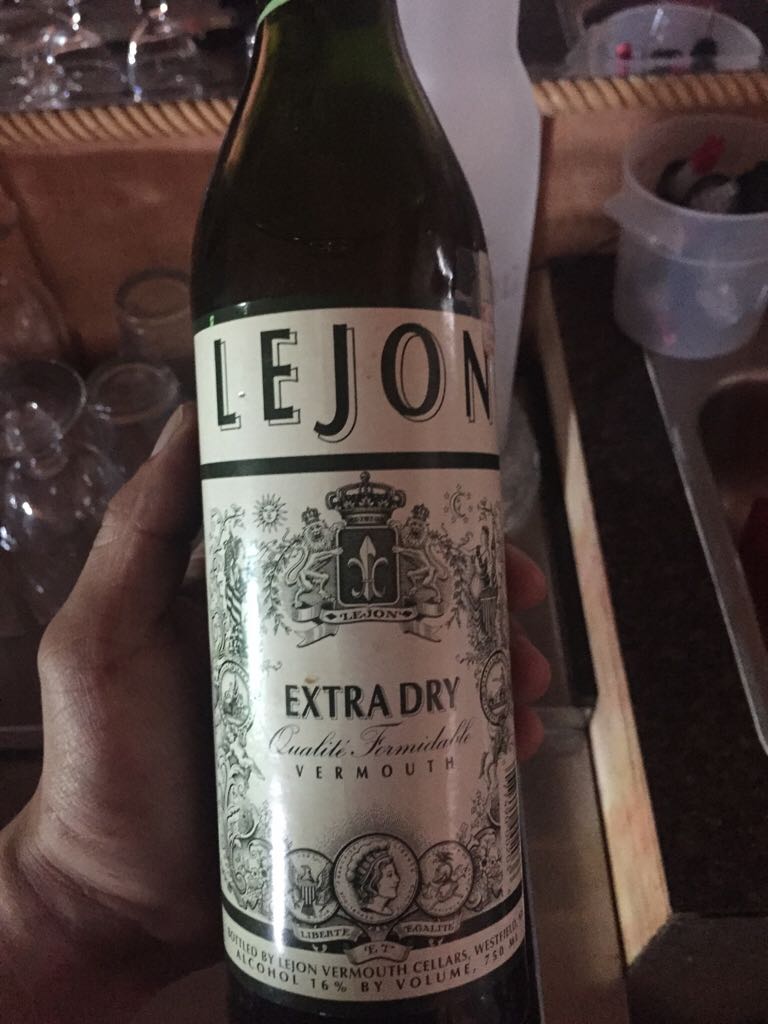 LEJON
LEJON
EXTRA DRY
Qualité Formidable
VERMOUTH
LIBERTE EGALITE
ET
BOTTLED BY LEJON VERMOUTH CELLARS, WESTFIELD,
ALCOHOL 16% BY VOLUME, 750 ML